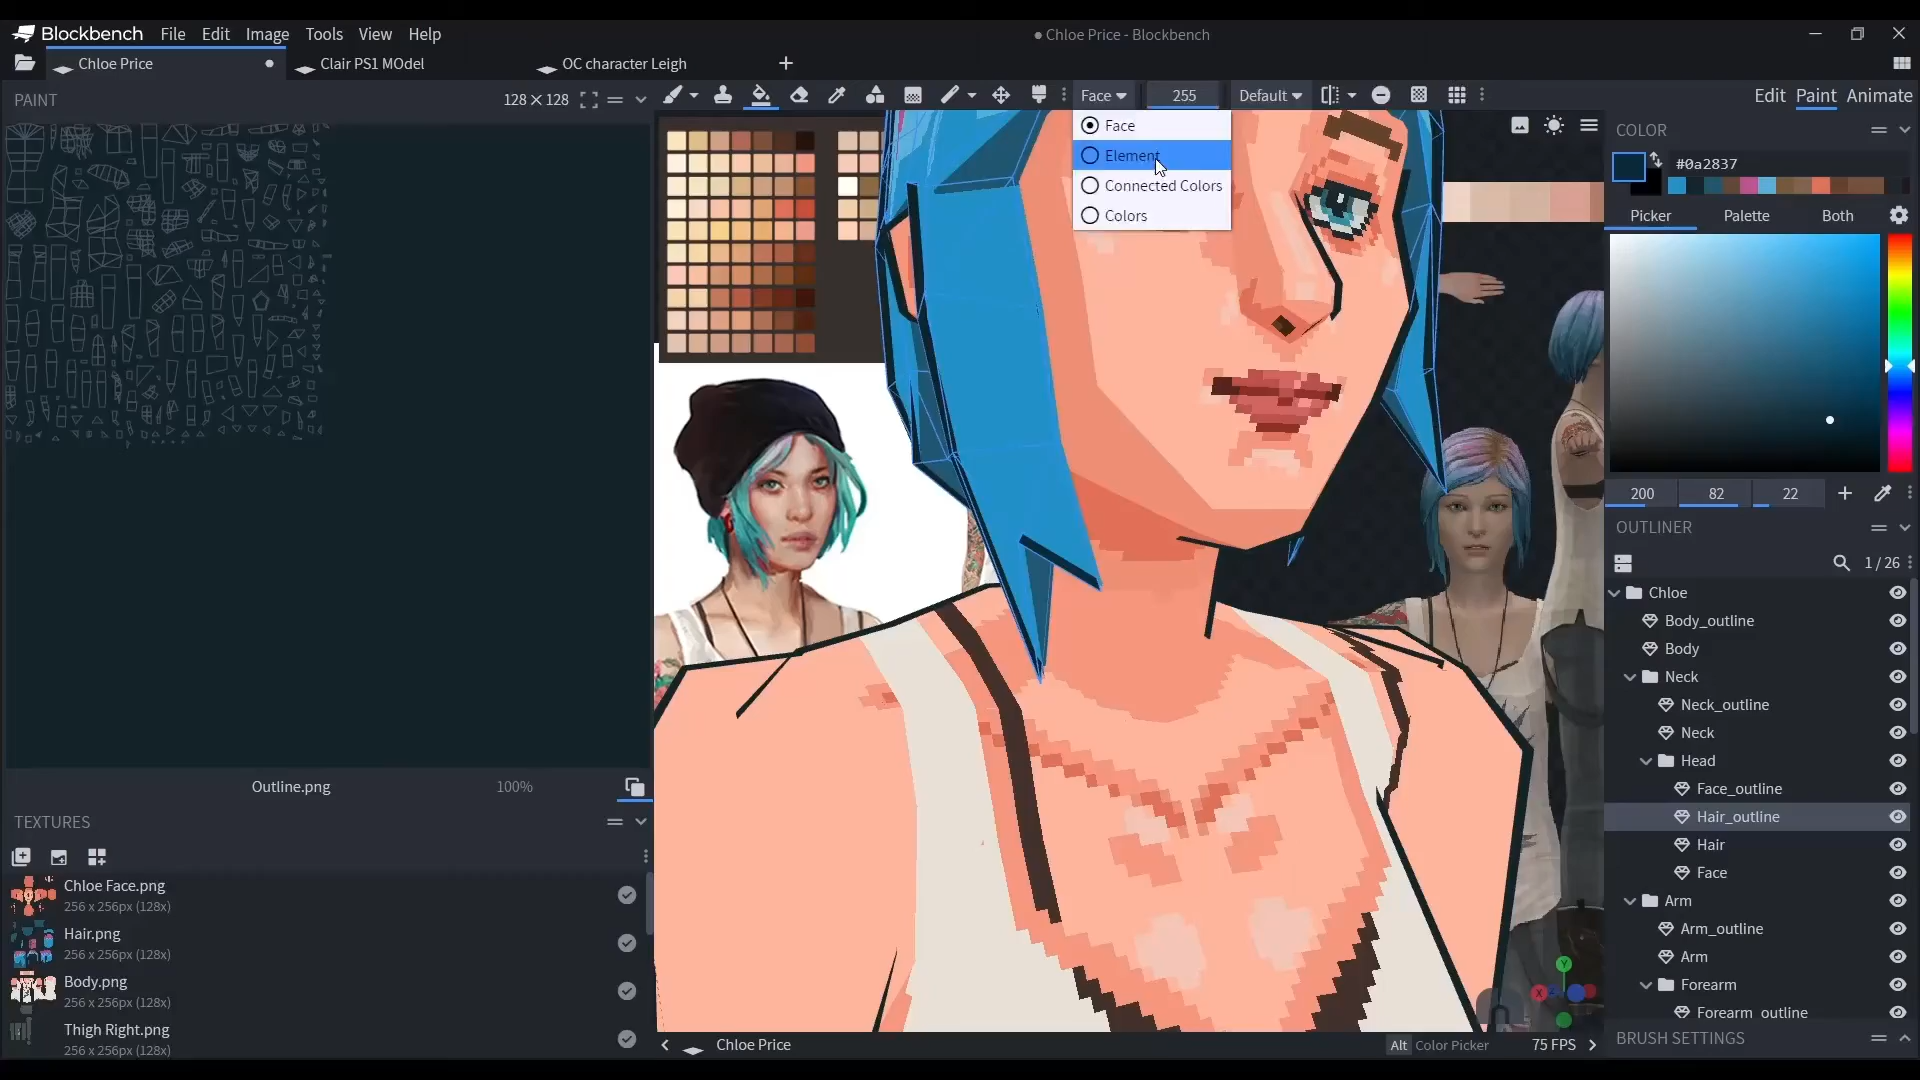 Blockbench File Edit Image Tools View Help
● Chloe Price - Blockbench
Chloe Price
Clair PS1 MOdel
OC character Leigh
PAINT
128 × 128
Face
255
Default
Edit Paint Animate
Face
Element
Connected Colors
Colors
COLOR
#0a2837
Picker Palette Both
200 82 22
OUTLINER
1 / 26
Chloe
Body_outline
Body
Neck
Neck_outline
Neck
Head
Face_outline
Hair_outline
Hair
Face
Arm
Arm_outline
Arm
Forearm
Forearm_outline
BRUSH SETTINGS
Outline.png
100%
TEXTURES
Chloe Face.png
256 x 256px (128x)
Hair.png
256 x 256px (128x)
Body.png
256 x 256px (128x)
Thigh Right.png
256 x 256px (128x)
Chloe Price
Alt Color Picker
75 FPS
Y
X